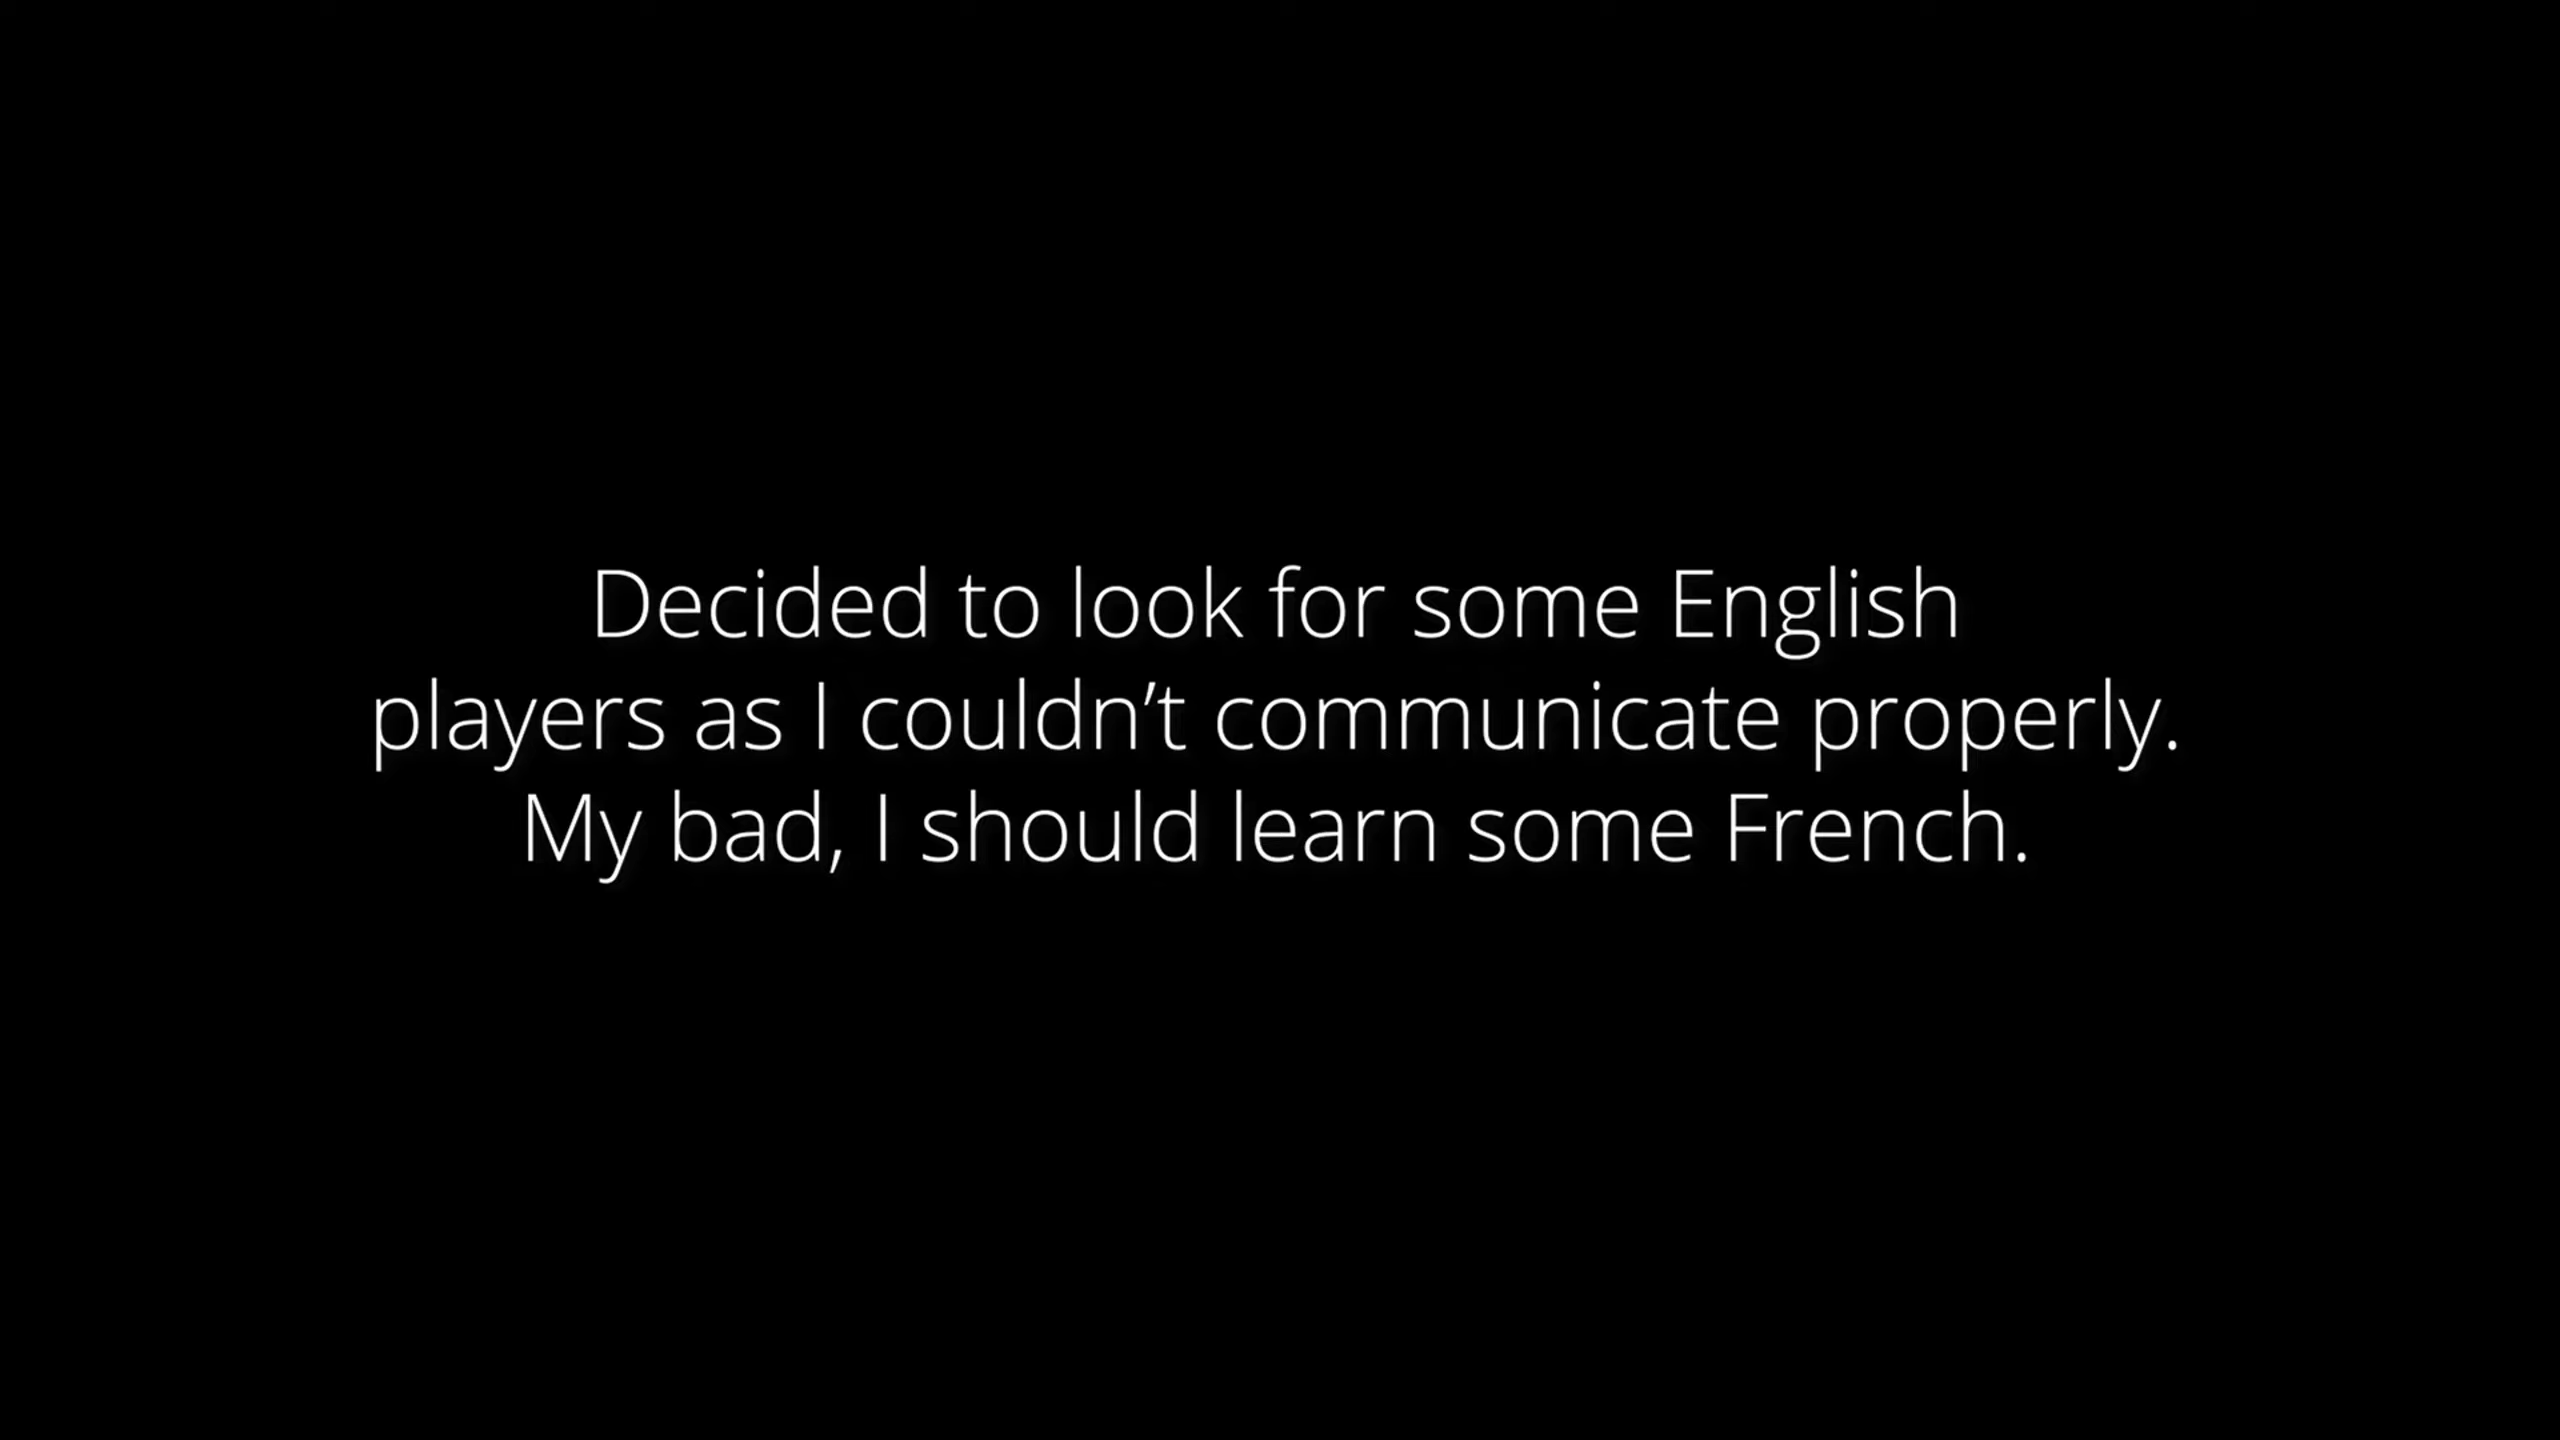 Decided to look for some English
players as I couldn’t communicate properly.
My bad, I should learn some French.